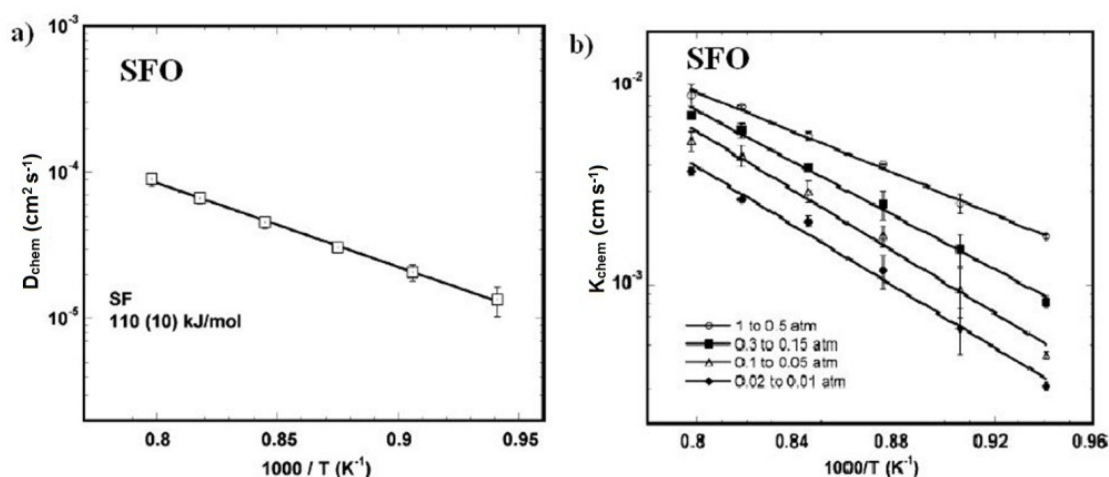 a)
SFO
10⁻³
10⁻⁴
10⁻⁵
D_chem (cm² s⁻¹)
SF
110 (10) kJ/mol
0.8 0.85 0.9 0.95
1000 / T (K⁻¹)
b)
SFO
10⁻²
10⁻³
K_chem (cm s⁻¹)
1 to 0.5 atm
0.3 to 0.15 atm
0.1 to 0.05 atm
0.02 to 0.01 atm
0.8 0.84 0.88 0.92 0.96
1000/T (K⁻¹)